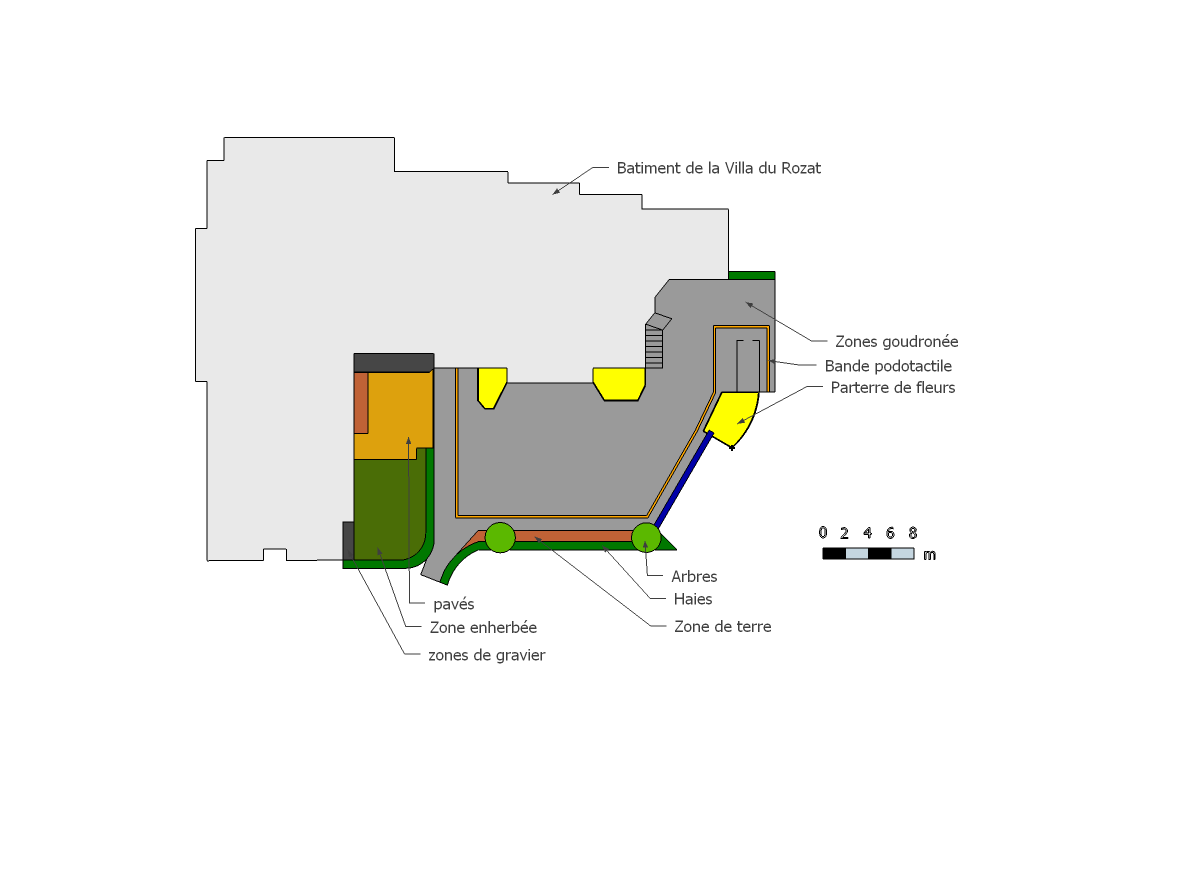 Batiment de la Villa du Rozat
Zones goudronée
Bande podotactile
Parterre de fleurs
0 2 4 6 8
m
Arbres
Haies
Zone de terre
pavés
Zone enherbée
zones de gravier